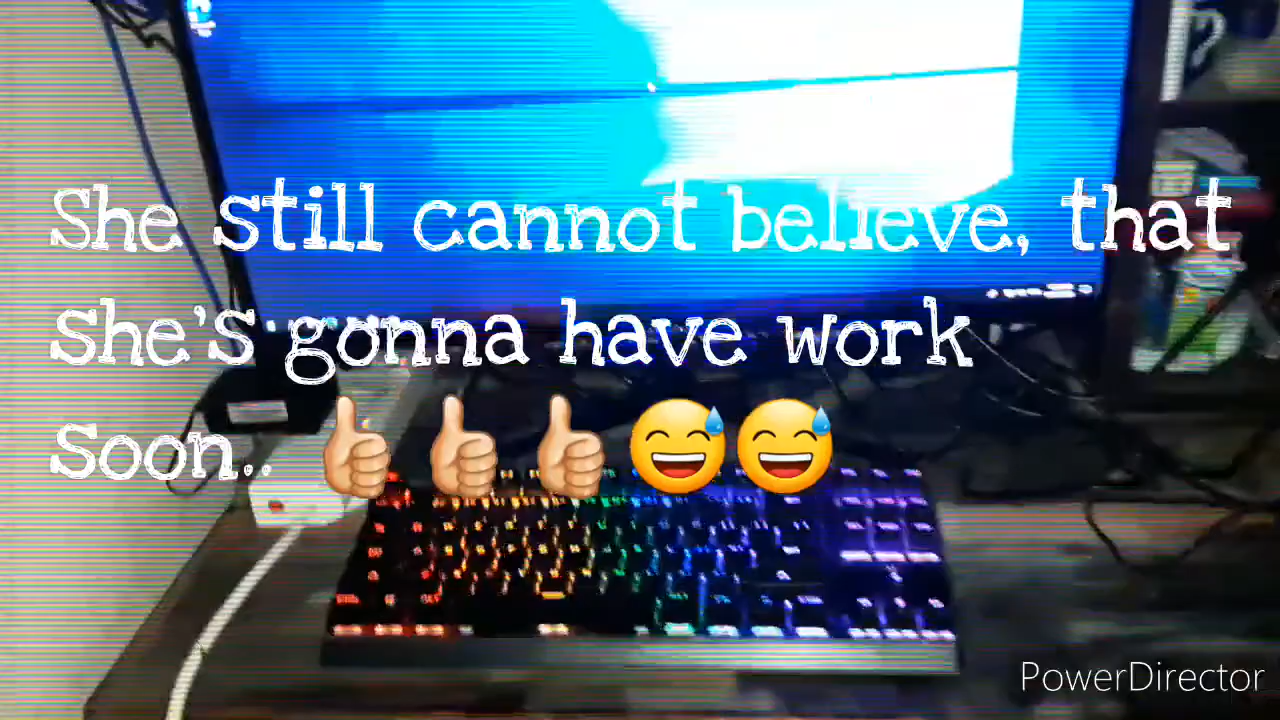 She still cannot believe, that
she's gonna have work
soon.. 👍🏼👍🏼👍🏼😅😅
PowerDirector